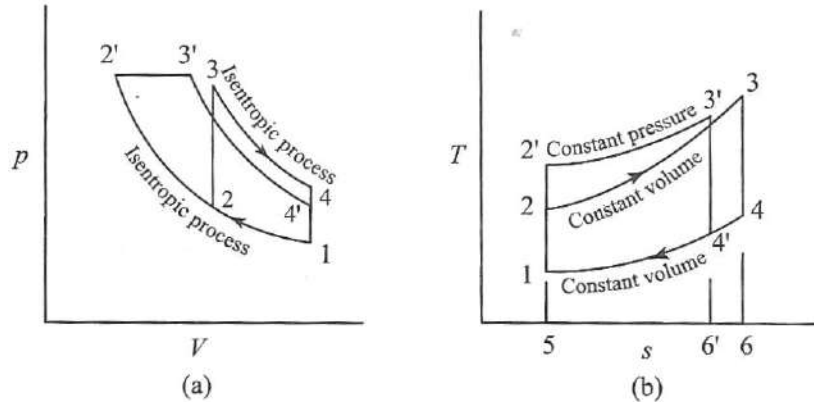 2'
3'
3
Isentropic process
p
Isentropic process
2
4'
4
1
V
(a)
T
3
3'
2'
Constant pressure
2
Constant volume
4
4'
1
Constant volume
5
s
6'
6
(b)